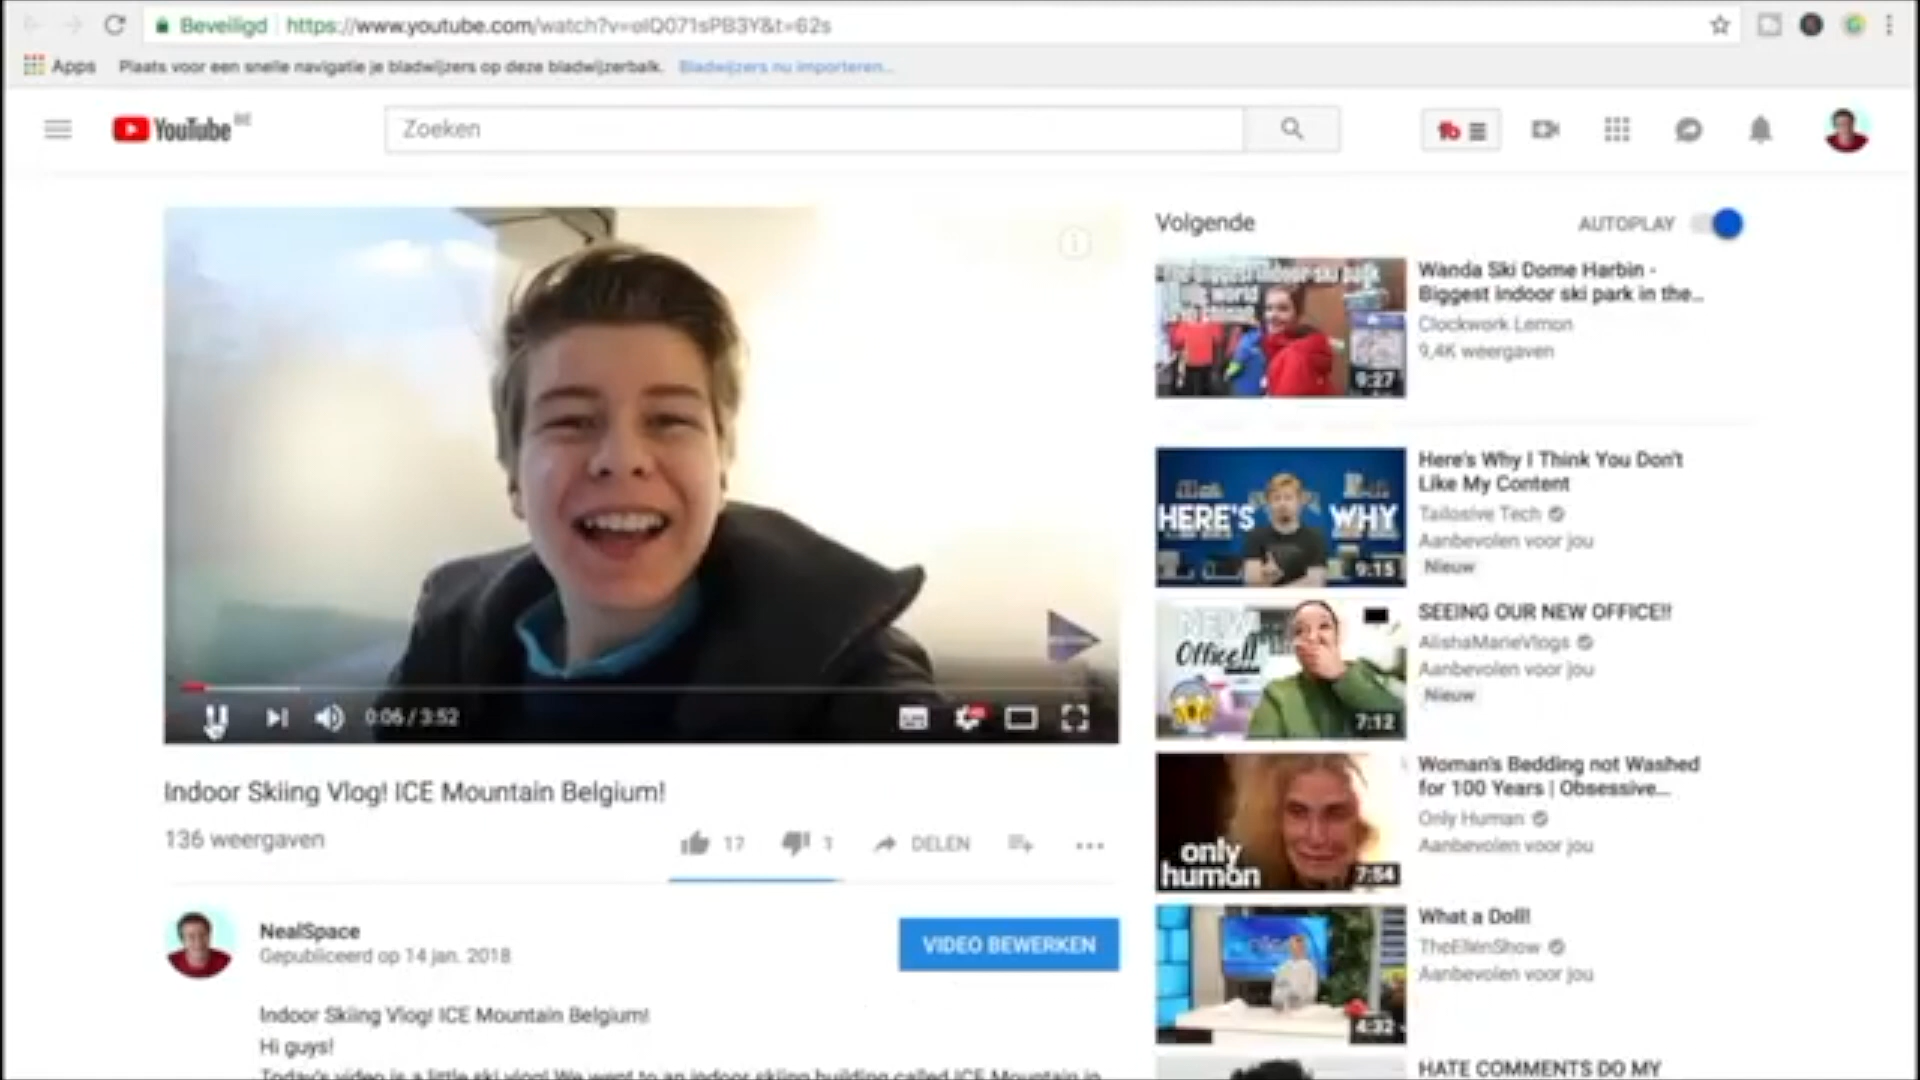 Beveiligd https://www.youtube.com/watch?v=eIQ071sPB3Y&t=62s
Apps Plaats voor een snelle navigatie je bladwijzers op deze bladwijzerbalk. Bladwijzers nu importeren...
YouTube BE
Zoeken
Volgende
AUTOPLAY
Wanda Ski Dome Harbin -
Biggest indoor ski park in the...
Clockwork Lemon
9,4K weergaven
Here's Why I Think You Don't
Like My Content
Tailosive Tech
Aanbevolen voor jou
Nieuw
HERE'S WHY
9:15
SEEING OUR NEW OFFICE!!
AlishaMarieVlogs
Aanbevolen voor jou
Nieuw
NEW
Office!!
7:12
Woman's Bedding not Washed
for 100 Years | Obsessive...
Only Human
Aanbevolen voor jou
only
human
7:54
What a Doll!
TheEllenShow
Aanbevolen voor jou
4:32
HATE COMMENTS DO MY
0:06 / 3:52
Indoor Skiing Vlog! ICE Mountain Belgium!
136 weergaven
17
1
DELEN
NealSpace
Gepubliceerd op 14 jan. 2018
VIDEO BEWERKEN
Indoor Skiing Vlog! ICE Mountain Belgium!
Hi guys!
Today's video is a little ski vlog! We went to an indoor skiing building called ICE Mountain in